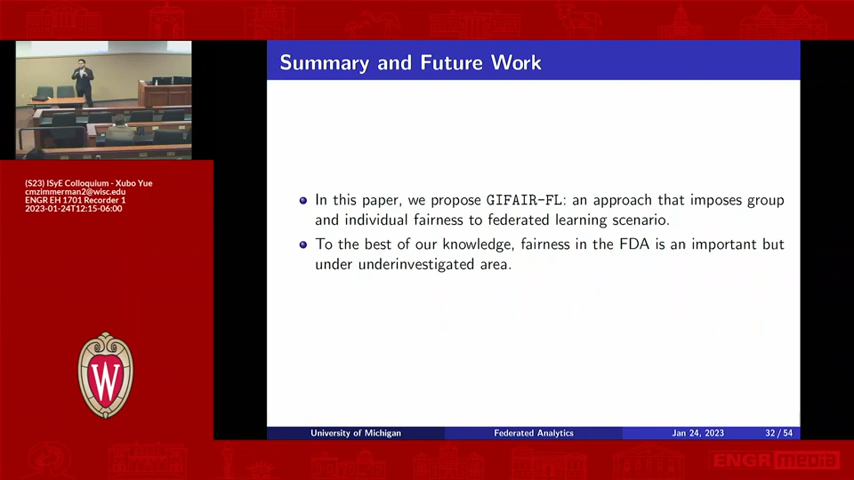 Summary and Future Work
In this paper, we propose GIFAIR-FL: an approach that imposes group
and individual fairness to federated learning scenario.
To the best of our knowledge, fairness in the FDA is an important but
under underinvestigated area.
University of Michigan
Federated Analytics
Jan 24, 2023
32 / 54
(S23) ISyE Colloquium - Xubo Yue
cmzimmerman2@wisc.edu
ENGR EH 1701 Recorder 1
2023-01-24T12:15-06:00
W
ENGR media